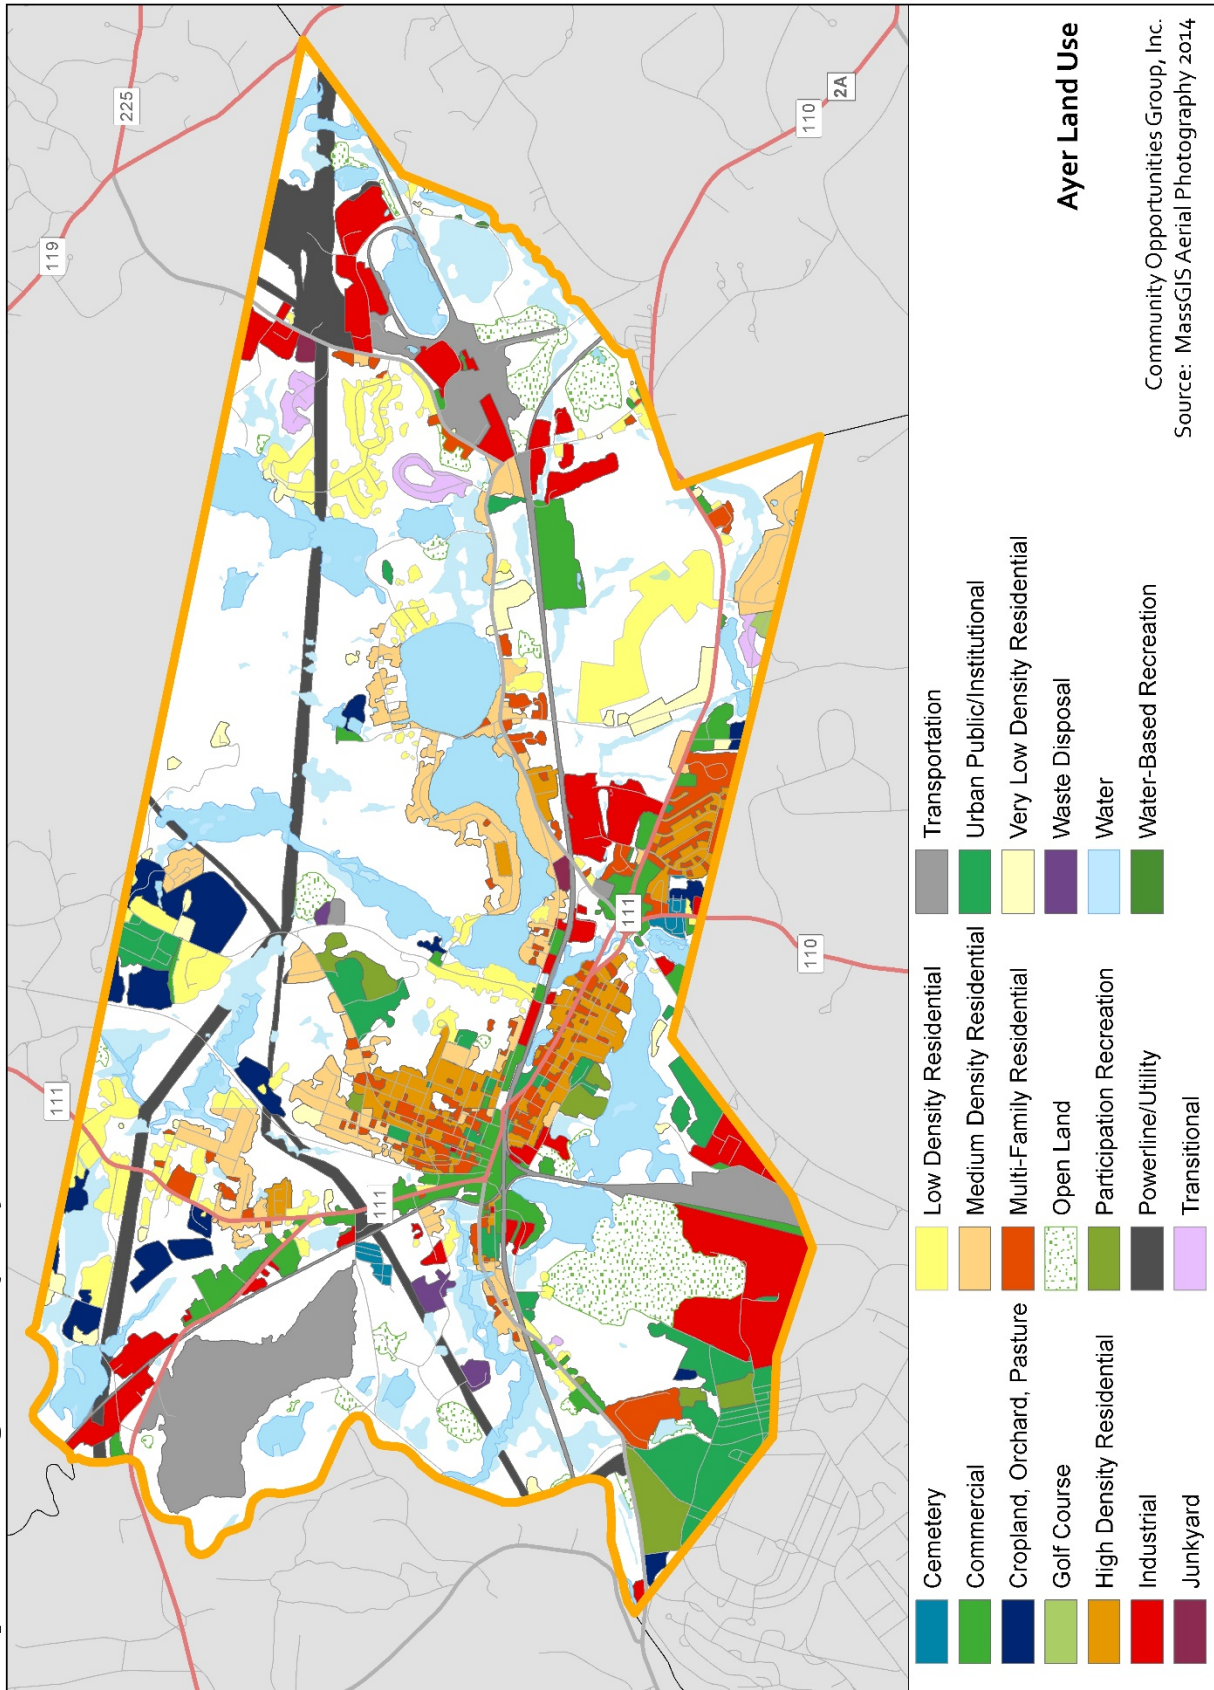 225
119
2A
110
111
111
111
110
Cemetery
Commercial
Cropland, Orchard, Pasture
Golf Course
High Density Residential
Industrial
Junkyard
Low Density Residential
Medium Density Residential
Multi-Family Residential
Open Land
Participation Recreation
Powerline/Utility
Transitional
Transportation
Urban Public/Institutional
Very Low Density Residential
Waste Disposal
Water
Water-Based Recreation
Ayer Land Use
Community Opportunities Group, Inc.
Source: MassGIS Aerial Photography 2014